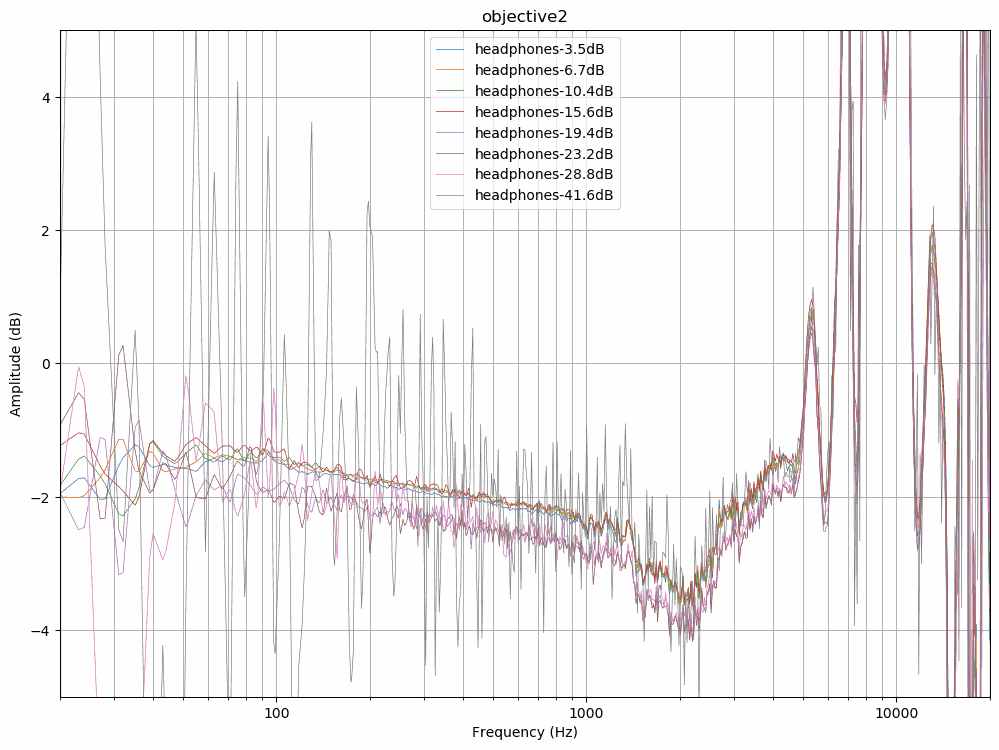 objective2
headphones-3.5dB
headphones-6.7dB
headphones-10.4dB
headphones-15.6dB
headphones-19.4dB
headphones-23.2dB
headphones-28.8dB
headphones-41.6dB
Amplitude (dB)
4
2
0
−2
−4
100
1000
10000
Frequency (Hz)